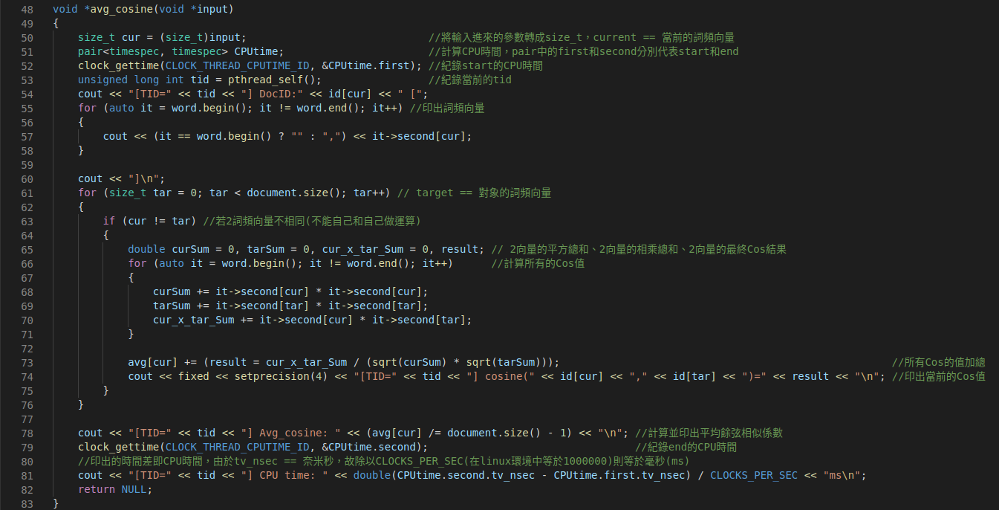 48 void *avg_cosine(void *input)
49 {
50 size_t cur = (size_t)input; //將輸入進來的參數轉成size_t，current == 當前的詞頻向量
51 pair<timespec, timespec> CPUtime; //計算CPU時間，pair中的first和second分別代表start和end
52 clock_gettime(CLOCK_THREAD_CPUTIME_ID, &CPUtime.first); //紀錄start的CPU時間
53 unsigned long int tid = pthread_self(); //紀錄當前的tid
54 cout << "[TID=" << tid << "] DocID:" << id[cur] << " [";
55 for (auto it = word.begin(); it != word.end(); it++) //印出詞頻向量
56 {
57 cout << (it == word.begin() ? "" : ",") << it->second[cur];
58 }
59
60 cout << "]\n";
61 for (size_t tar = 0; tar < document.size(); tar++) // target == 對象的詞頻向量
62 {
63 if (cur != tar) //若2詞頻向量不相同(不能自己和自己做運算)
64 {
65 double curSum = 0, tarSum = 0, cur_x_tar_Sum = 0, result; // 2向量的平方總和、2向量的相乘總和、2向量的最終Cos結果
66 for (auto it = word.begin(); it != word.end(); it++) //計算所有的Cos值
67 {
68 curSum += it->second[cur] * it->second[cur];
69 tarSum += it->second[tar] * it->second[tar];
70 cur_x_tar_Sum += it->second[cur] * it->second[tar];
71 }
72
73 avg[cur] += (result = cur_x_tar_Sum / (sqrt(curSum) * sqrt(tarSum))); //所有Cos的值加總
74 cout << fixed << setprecision(4) << "[TID=" << tid << "] cosine(" << id[cur] << "," << id[tar] << ")=" << result << "\n"; //印出當前的Cos值
75 }
76 }
77
78 cout << "[TID=" << tid << "] Avg_cosine: " << (avg[cur] /= document.size() - 1) << "\n"; //計算並印出平均餘弦相似係數
79 clock_gettime(CLOCK_THREAD_CPUTIME_ID, &CPUtime.second); //紀錄end的CPU時間
80 //印出的時間差即CPU時間，由於tv_nsec == 奈米秒，故除以CLOCKS_PER_SEC(在linux環境中等於1000000)則等於毫秒(ms)
81 cout << "[TID=" << tid << "] CPU time: " << double(CPUtime.second.tv_nsec - CPUtime.first.tv_nsec) / CLOCKS_PER_SEC << "ms\n";
82 return NULL;
83 }